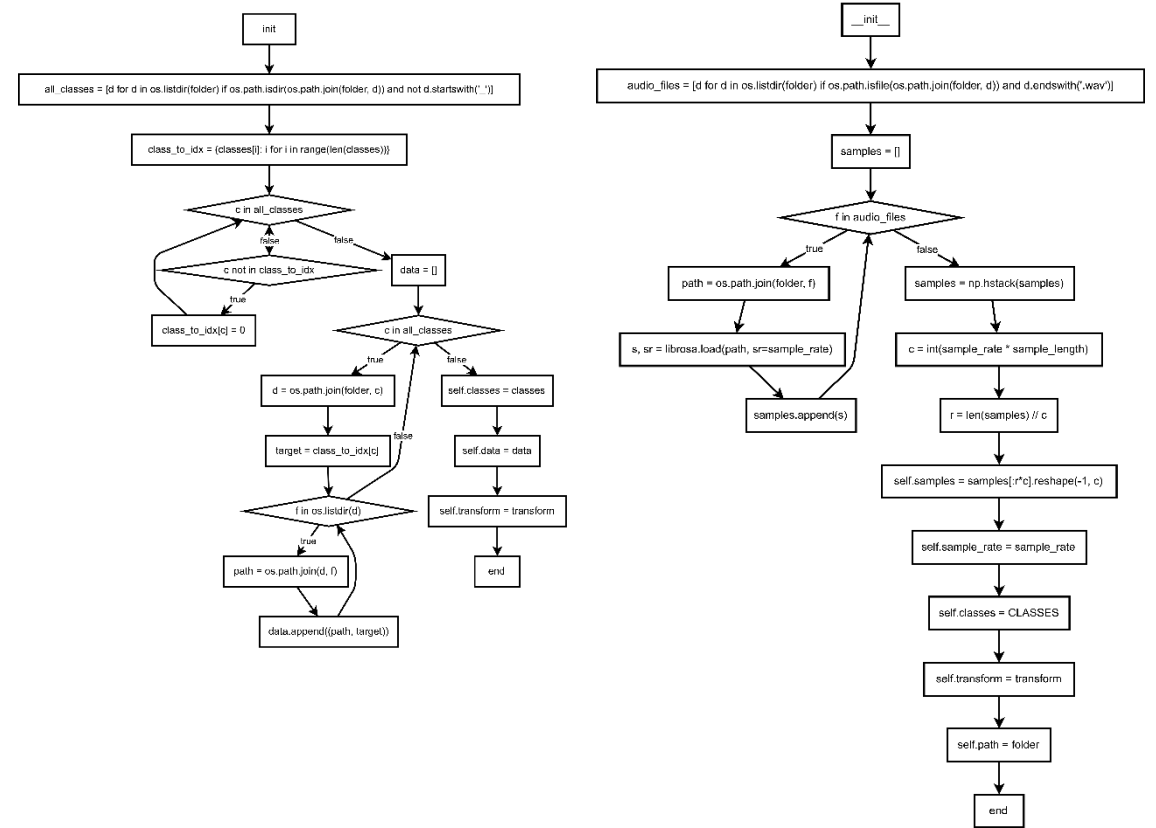 init
all_classes = [d for d in os.listdir(folder) if os.path.isdir(os.path.join(folder, d)) and not d.startswith('_')]
class_to_idx = {classes[i]: i for i in range(len(classes))}
c in all_classes
false
false
c not in class_to_idx
data = []
true
class_to_idx[c] = 0
c in all_classes
true
false
d = os.path.join(folder, c)
self.classes = classes
false
target = class_to_idx[c]
self.data = data
f in os.listdir(d)
self.transform = transform
true
path = os.path.join(d, f)
end
data.append((path, target))
__init__
audio_files = [d for d in os.listdir(folder) if os.path.isfile(os.path.join(folder, d)) and d.endswith('.wav')]
samples = []
f in audio_files
true
false
path = os.path.join(folder, f)
samples = np.hstack(samples)
s, sr = librosa.load(path, sr=sample_rate)
c = int(sample_rate * sample_length)
samples.append(s)
r = len(samples) // c
self.samples = samples[:r*c].reshape(-1, c)
self.sample_rate = sample_rate
self.classes = CLASSES
self.transform = transform
self.path = folder
end